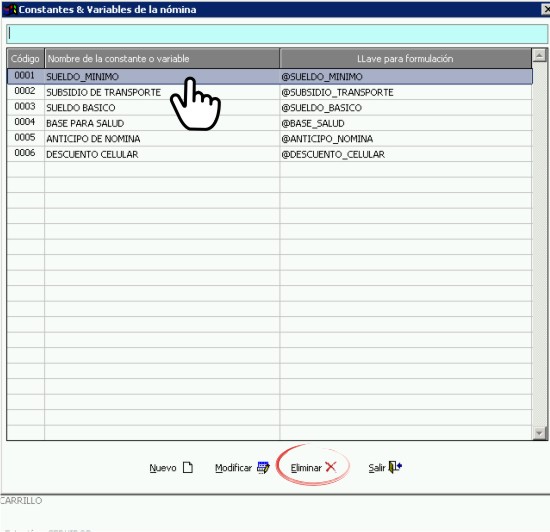 Constantes & Variables de la nómina
Código Nombre de la constante o variable LLave para formulación
0001 SUELDO_MINIMO @SUELDO_MINIMO
0002 SUBSIDIO DE TRANSPORTE @SUBSIDIO_TRANSPORTE
0003 SUELDO BASICO @SUELDO_BASICO
0004 BASE PARA SALUD @BASE_SALUD
0005 ANTICIPO DE NOMINA @ANTICIPO_NOMINA
0006 DESCUENTO CELULAR @DESCUENTO_CELULAR
Nuevo Modificar Eliminar Salir
CARRILLO